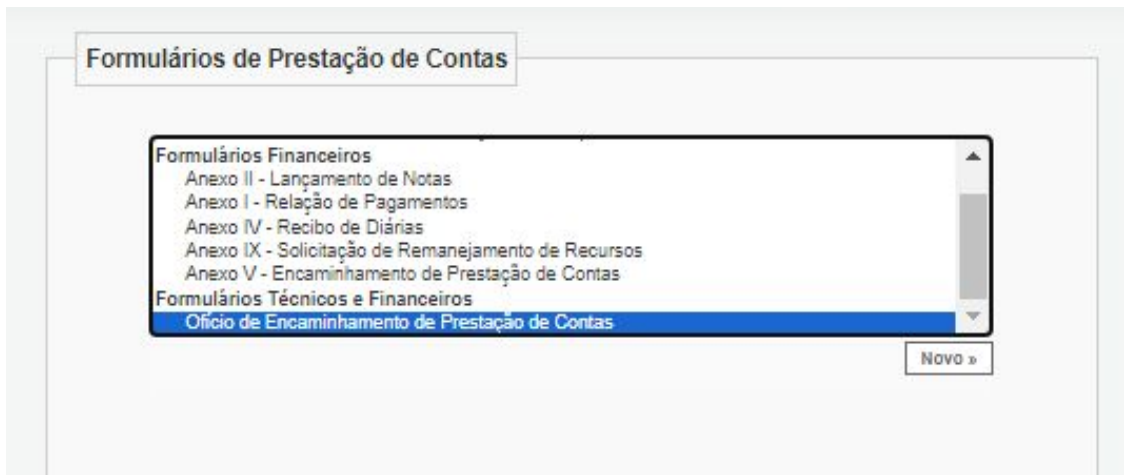 Formulários de Prestação de Contas
Formulários Financeiros
Anexo II - Lançamento de Notas
Anexo I - Relação de Pagamentos
Anexo IV - Recibo de Diárias
Anexo IX - Solicitação de Remanejamento de Recursos
Anexo V - Encaminhamento de Prestação de Contas
Formulários Técnicos e Financeiros
Ofício de Encaminhamento de Prestação de Contas
Novo »